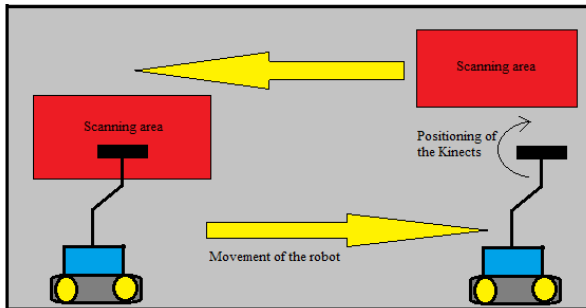 Scanning area
Scanning area
Positioning of
the Kinects
Movement of the robot